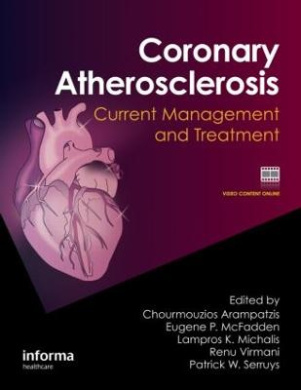 Coronary
Atherosclerosis
Current Management
and Treatment
VIDEO CONTENT ONLINE
Edited by
Chourmouzios Arampatzis
Eugene P. McFadden
Lampros K. Michalis
Renu Virmani
Patrick W. Serruys
informa
healthcare